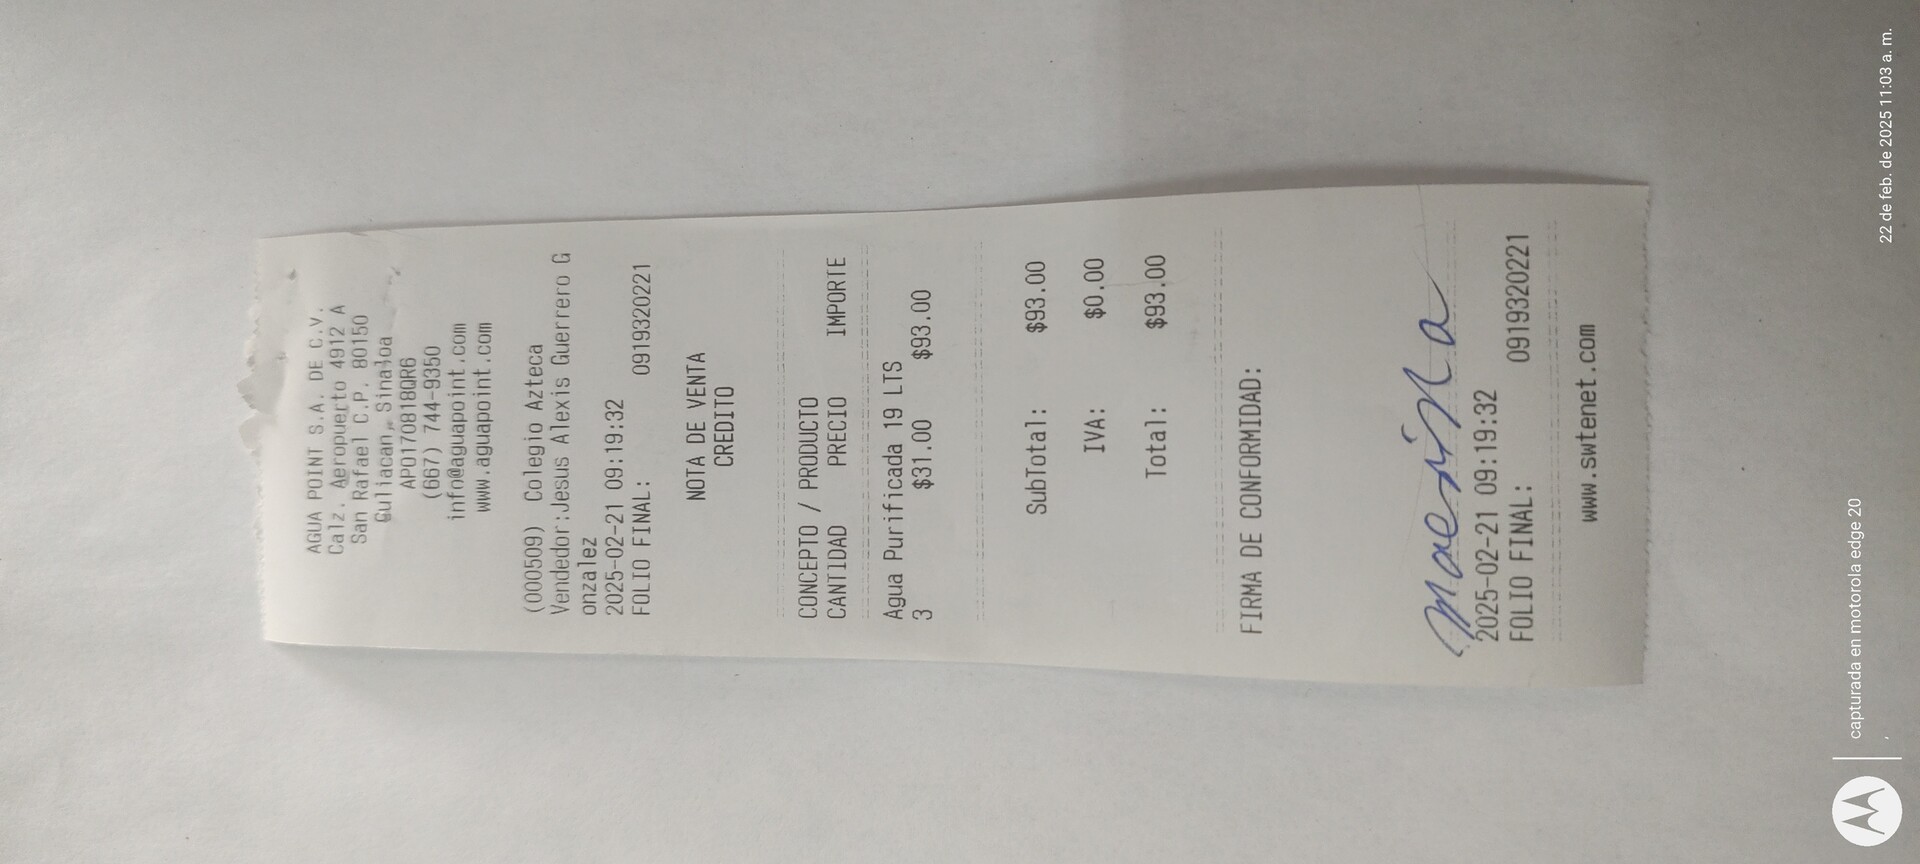 AGUA POINT S.A. DE C.V.
Calz. Aeropuerto 4912 A
San Rafael C.P. 80150
Culiacan, Sinaloa
APO170818QR6
(667) 744-9350
info@aguapoint.com
www.aguapoint.com
(000509) Colegio Azteca
Vendedor:Jesus Alexis Guerrero G
onzalez
2025-02-21 09:19:32
FOLIO FINAL: 0919320221
NOTA DE VENTA
CREDITO
CONCEPTO / PRODUCTO
CANTIDAD PRECIO IMPORTE
Agua Purificada 19 LTS
3 $31.00 $93.00
SubTotal: $93.00
IVA: $0.00
Total: $93.00
FIRMA DE CONFORMIDAD:
2025-02-21 09:19:32
FOLIO FINAL: 0919320221
www.swtenet.com
capturada en motorola edge 20
22 de feb. de 2025 11:03 a. m.